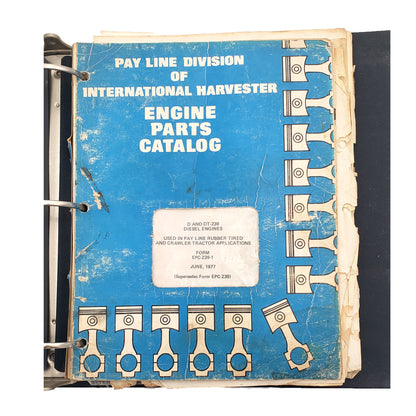 PAY LINE DIVISION
OF
INTERNATIONAL HARVESTER
ENGINE
PARTS
CATALOG
D AND DT-239
DIESEL ENGINES
USED IN PAY LINE RUBBER TIRED
AND CRAWLER TRACTOR APPLICATIONS
FORM
EPC-239-1
JUNE, 1977
(Supersedes Form EPC-239)